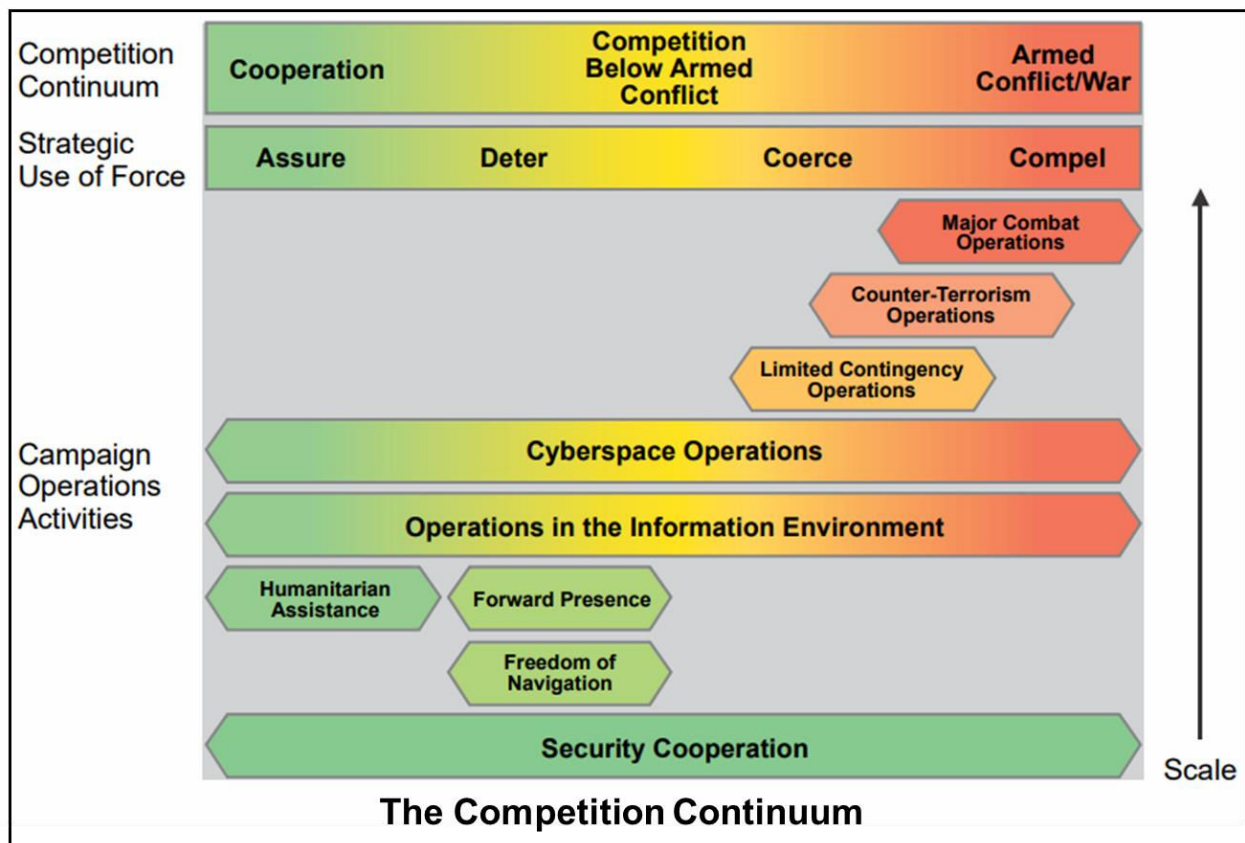 Competition
Continuum
Cooperation
Competition
Below Armed
Conflict
Armed
Conflict/War
Strategic
Use of Force
Assure
Deter
Coerce
Compel
Major Combat
Operations
Counter-Terrorism
Operations
Limited Contingency
Operations
Campaign
Operations
Activities
Cyberspace Operations
Operations in the Information Environment
Humanitarian
Assistance
Forward Presence
Freedom of
Navigation
Security Cooperation
Scale
The Competition Continuum